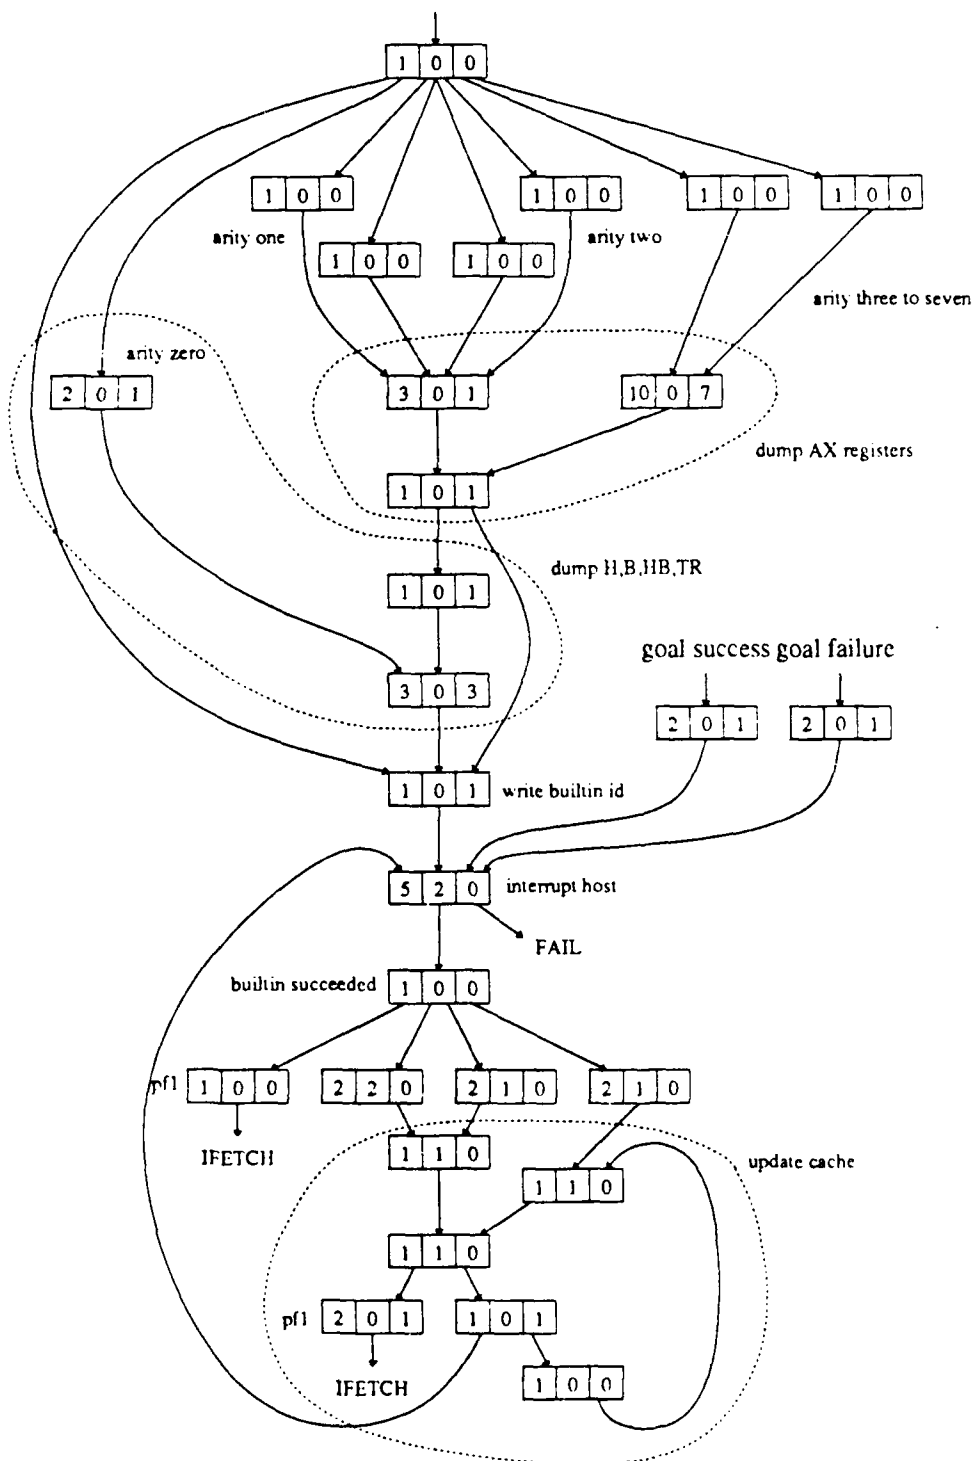 1 0 0
1 0 0
1 0 0
1 0 0
1 0 0
arity one
arity two
1 0 0
1 0 0
arity three to seven
arity zero
2 0 1
3 0 1
10 0 7
dump AX registers
1 0 1
dump H,B,HB,TR
1 0 1
goal success goal failure
3 0 3
2 0 1
2 0 1
1 0 1
write builtin id
5 2 0
interrupt host
FAIL
builtin succeeded
1 0 0
pf1
1 0 0
2 2 0
2 1 0
2 1 0
IFETCH
1 1 0
update cache
1 1 0
1 1 0
pf1
2 0 1
1 0 1
IFETCH
1 0 0